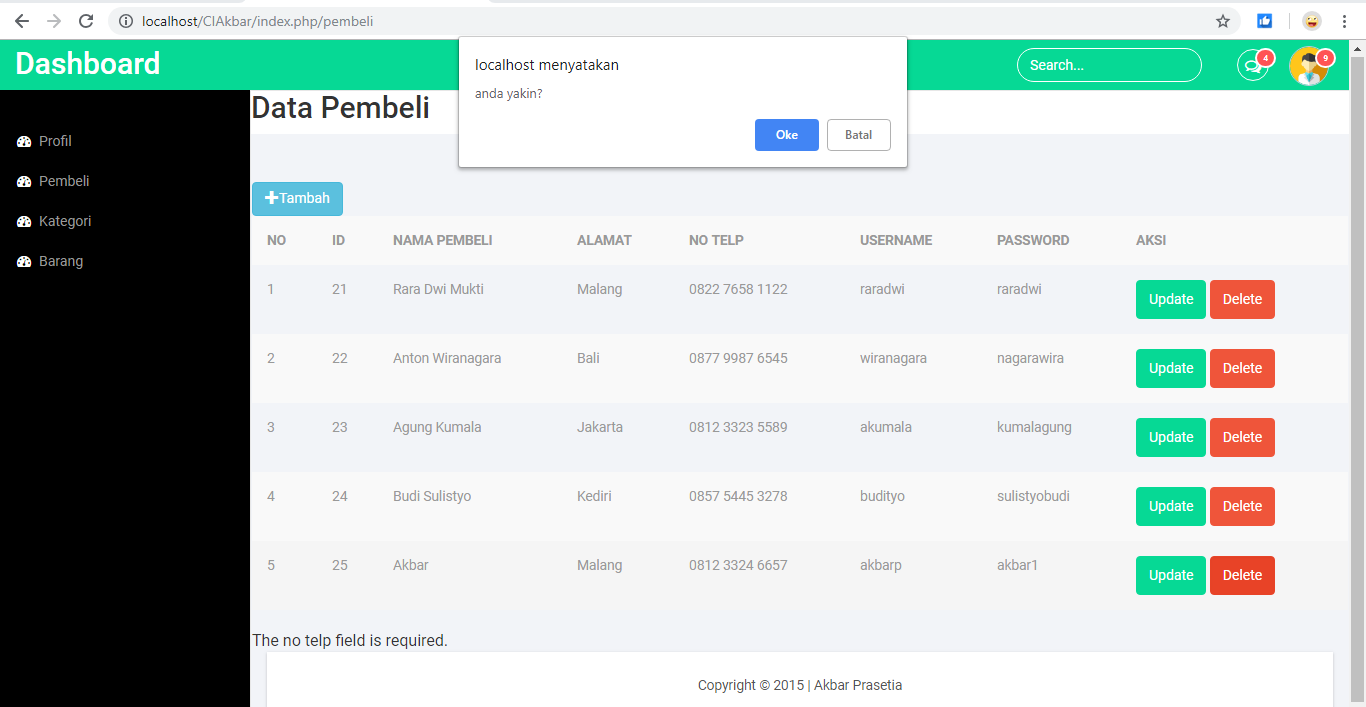 localhost/CIAkbar/index.php/pembeli
Dashboard
localhost menyatakan
anda yakin?
Oke Batal
Search...
4
9
Data Pembeli
Profil
Pembeli
Kategori
Barang
Tambah
NO ID NAMA PEMBELI ALAMAT NO TELP USERNAME PASSWORD AKSI
1 21 Rara Dwi Mukti Malang 0822 7658 1122 raradwi raradwi Update Delete
2 22 Anton Wiranagara Bali 0877 9987 6545 wiranagara nagarawira Update Delete
3 23 Agung Kumala Jakarta 0812 3323 5589 akumala kumalagung Update Delete
4 24 Budi Sulistyo Kediri 0857 5445 3278 budityo sulistyobudi Update Delete
5 25 Akbar Malang 0812 3324 6657 akbarp akbar1 Update Delete
The no telp field is required.
Copyright © 2015 | Akbar Prasetia